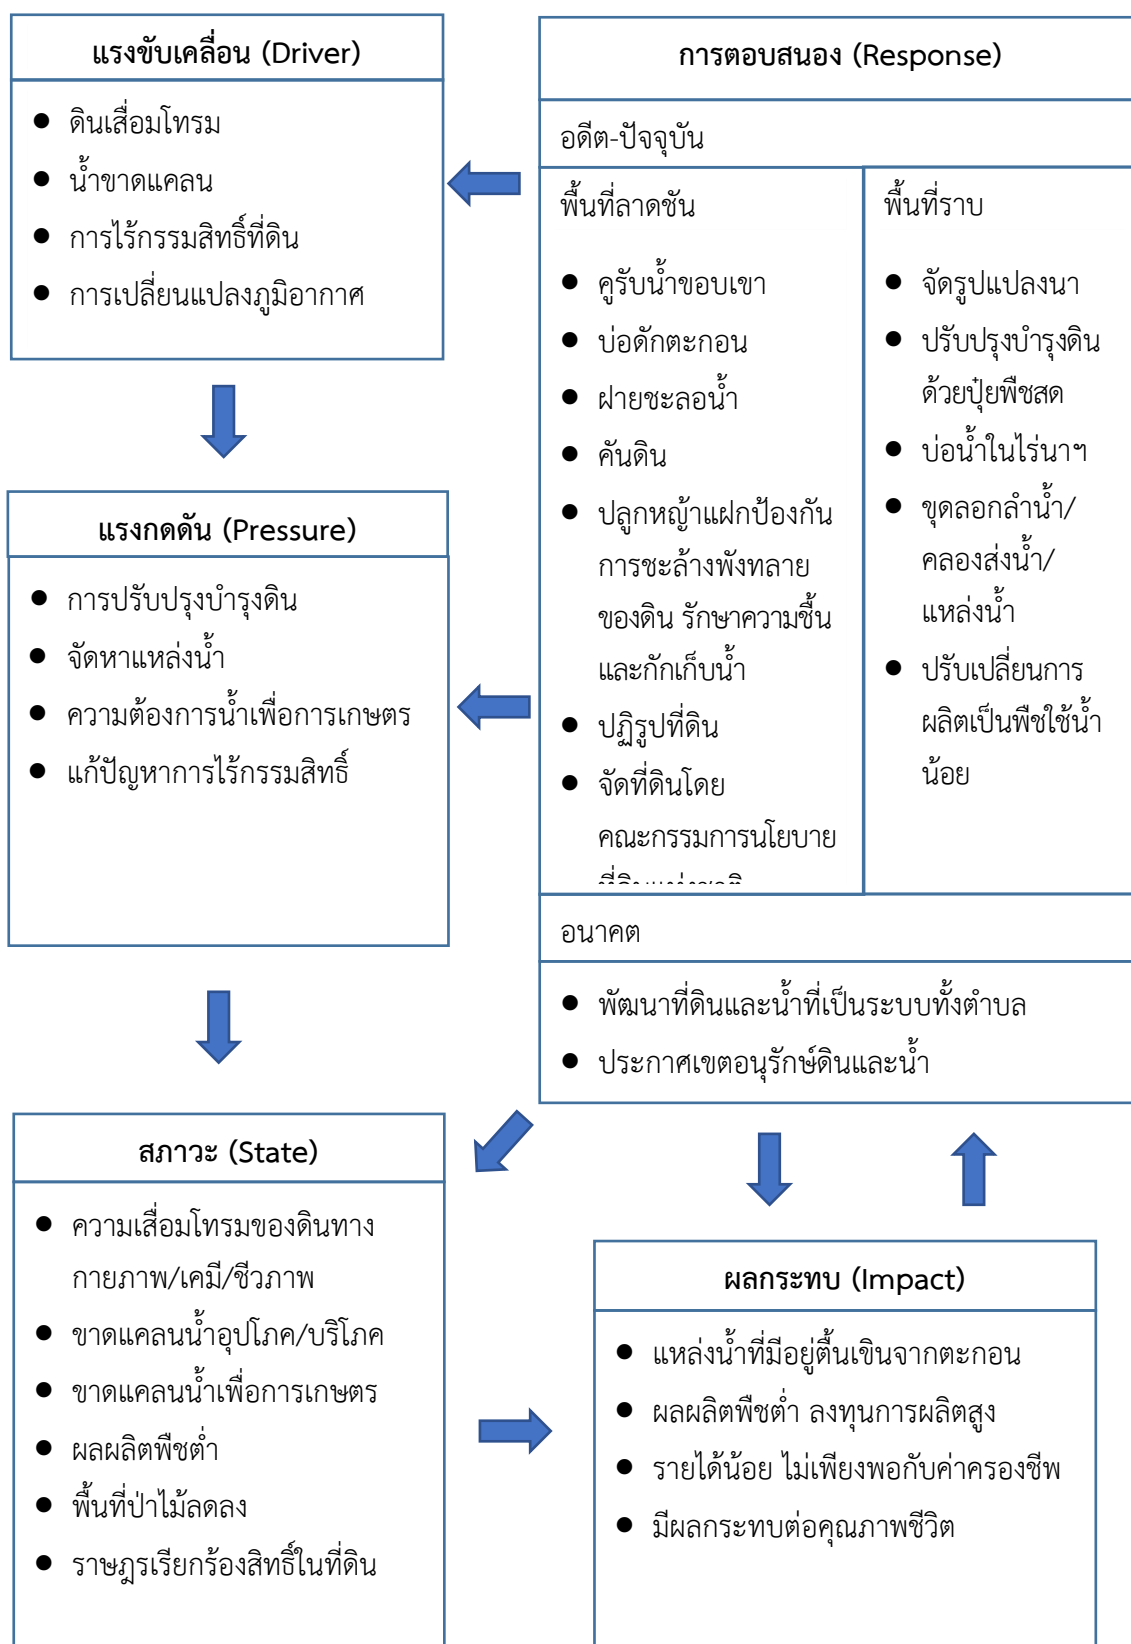 แรงขับเคลื่อน (Driver)
ดินเสื่อมโทรม
น้ำขาดแคลน
การไร้กรรมสิทธิ์ที่ดิน
การเปลี่ยนแปลงภูมิอากาศ
แรงกดดัน (Pressure)
การปรับปรุงบำรุงดิน
จัดหาแหล่งน้ำ
ความต้องการน้ำเพื่อการเกษตร
แก้ปัญหาการไร้กรรมสิทธิ์
สภาวะ (State)
ความเสื่อมโทรมของดินทาง
กายภาพ/เคมี/ชีวภาพ
ขาดแคลนน้ำอุปโภค/บริโภค
ขาดแคลนน้ำเพื่อการเกษตร
ผลผลิตพืชต่ำ
พื้นที่ป่าไม้ลดลง
ราษฎรเรียกร้องสิทธิ์ในที่ดิน
การตอบสนอง (Response)
อดีต-ปัจจุบัน
พื้นที่ลาดชัน
คูรับน้ำขอบเขา
บ่อดักตะกอน
ฝายชะลอน้ำ
คันดิน
ปลูกหญ้าแฝกป้องกัน
การชะล้างพังทลาย
ของดิน รักษาความชื้น
และกักเก็บน้ำ
ปฏิรูปที่ดิน
จัดที่ดินโดย
คณะกรรมการนโยบาย
ที่ดินแห่งชาติ
พื้นที่ราบ
จัดรูปแปลงนา
ปรับปรุงบำรุงดิน
ด้วยปุ๋ยพืชสด
บ่อน้ำในไร่นาฯ
ขุดลอกลำน้ำ/
คลองส่งน้ำ/
แหล่งน้ำ
ปรับเปลี่ยนการ
ผลิตเป็นพืชใช้น้ำ
น้อย
อนาคต
พัฒนาที่ดินและน้ำที่เป็นระบบทั้งตำบล
ประกาศเขตอนุรักษ์ดินและน้ำ
ผลกระทบ (Impact)
แหล่งน้ำที่มีอยู่ตื้นเขินจากตะกอน
ผลผลิตพืชต่ำ ลงทุนการผลิตสูง
รายได้น้อย ไม่เพียงพอกับค่าครองชีพ
มีผลกระทบต่อคุณภาพชีวิต